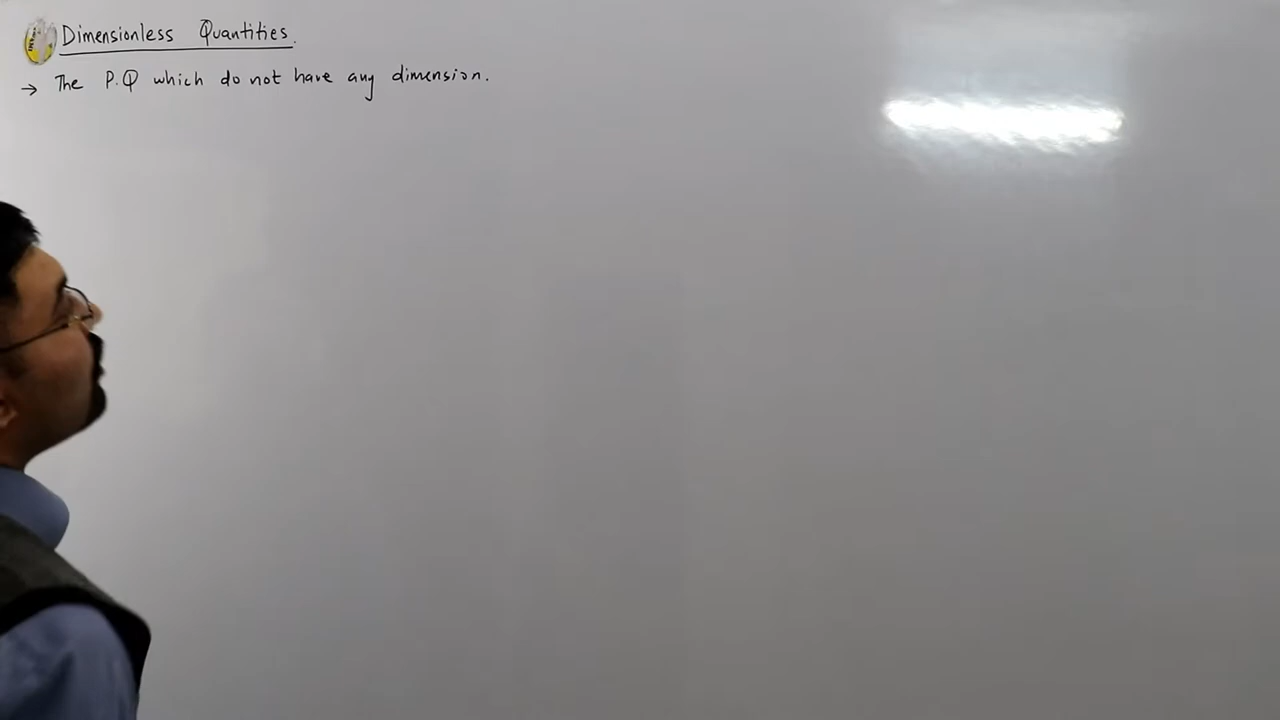 Dimensionless Quantities.
→ The P.Q which do not have any dimension.